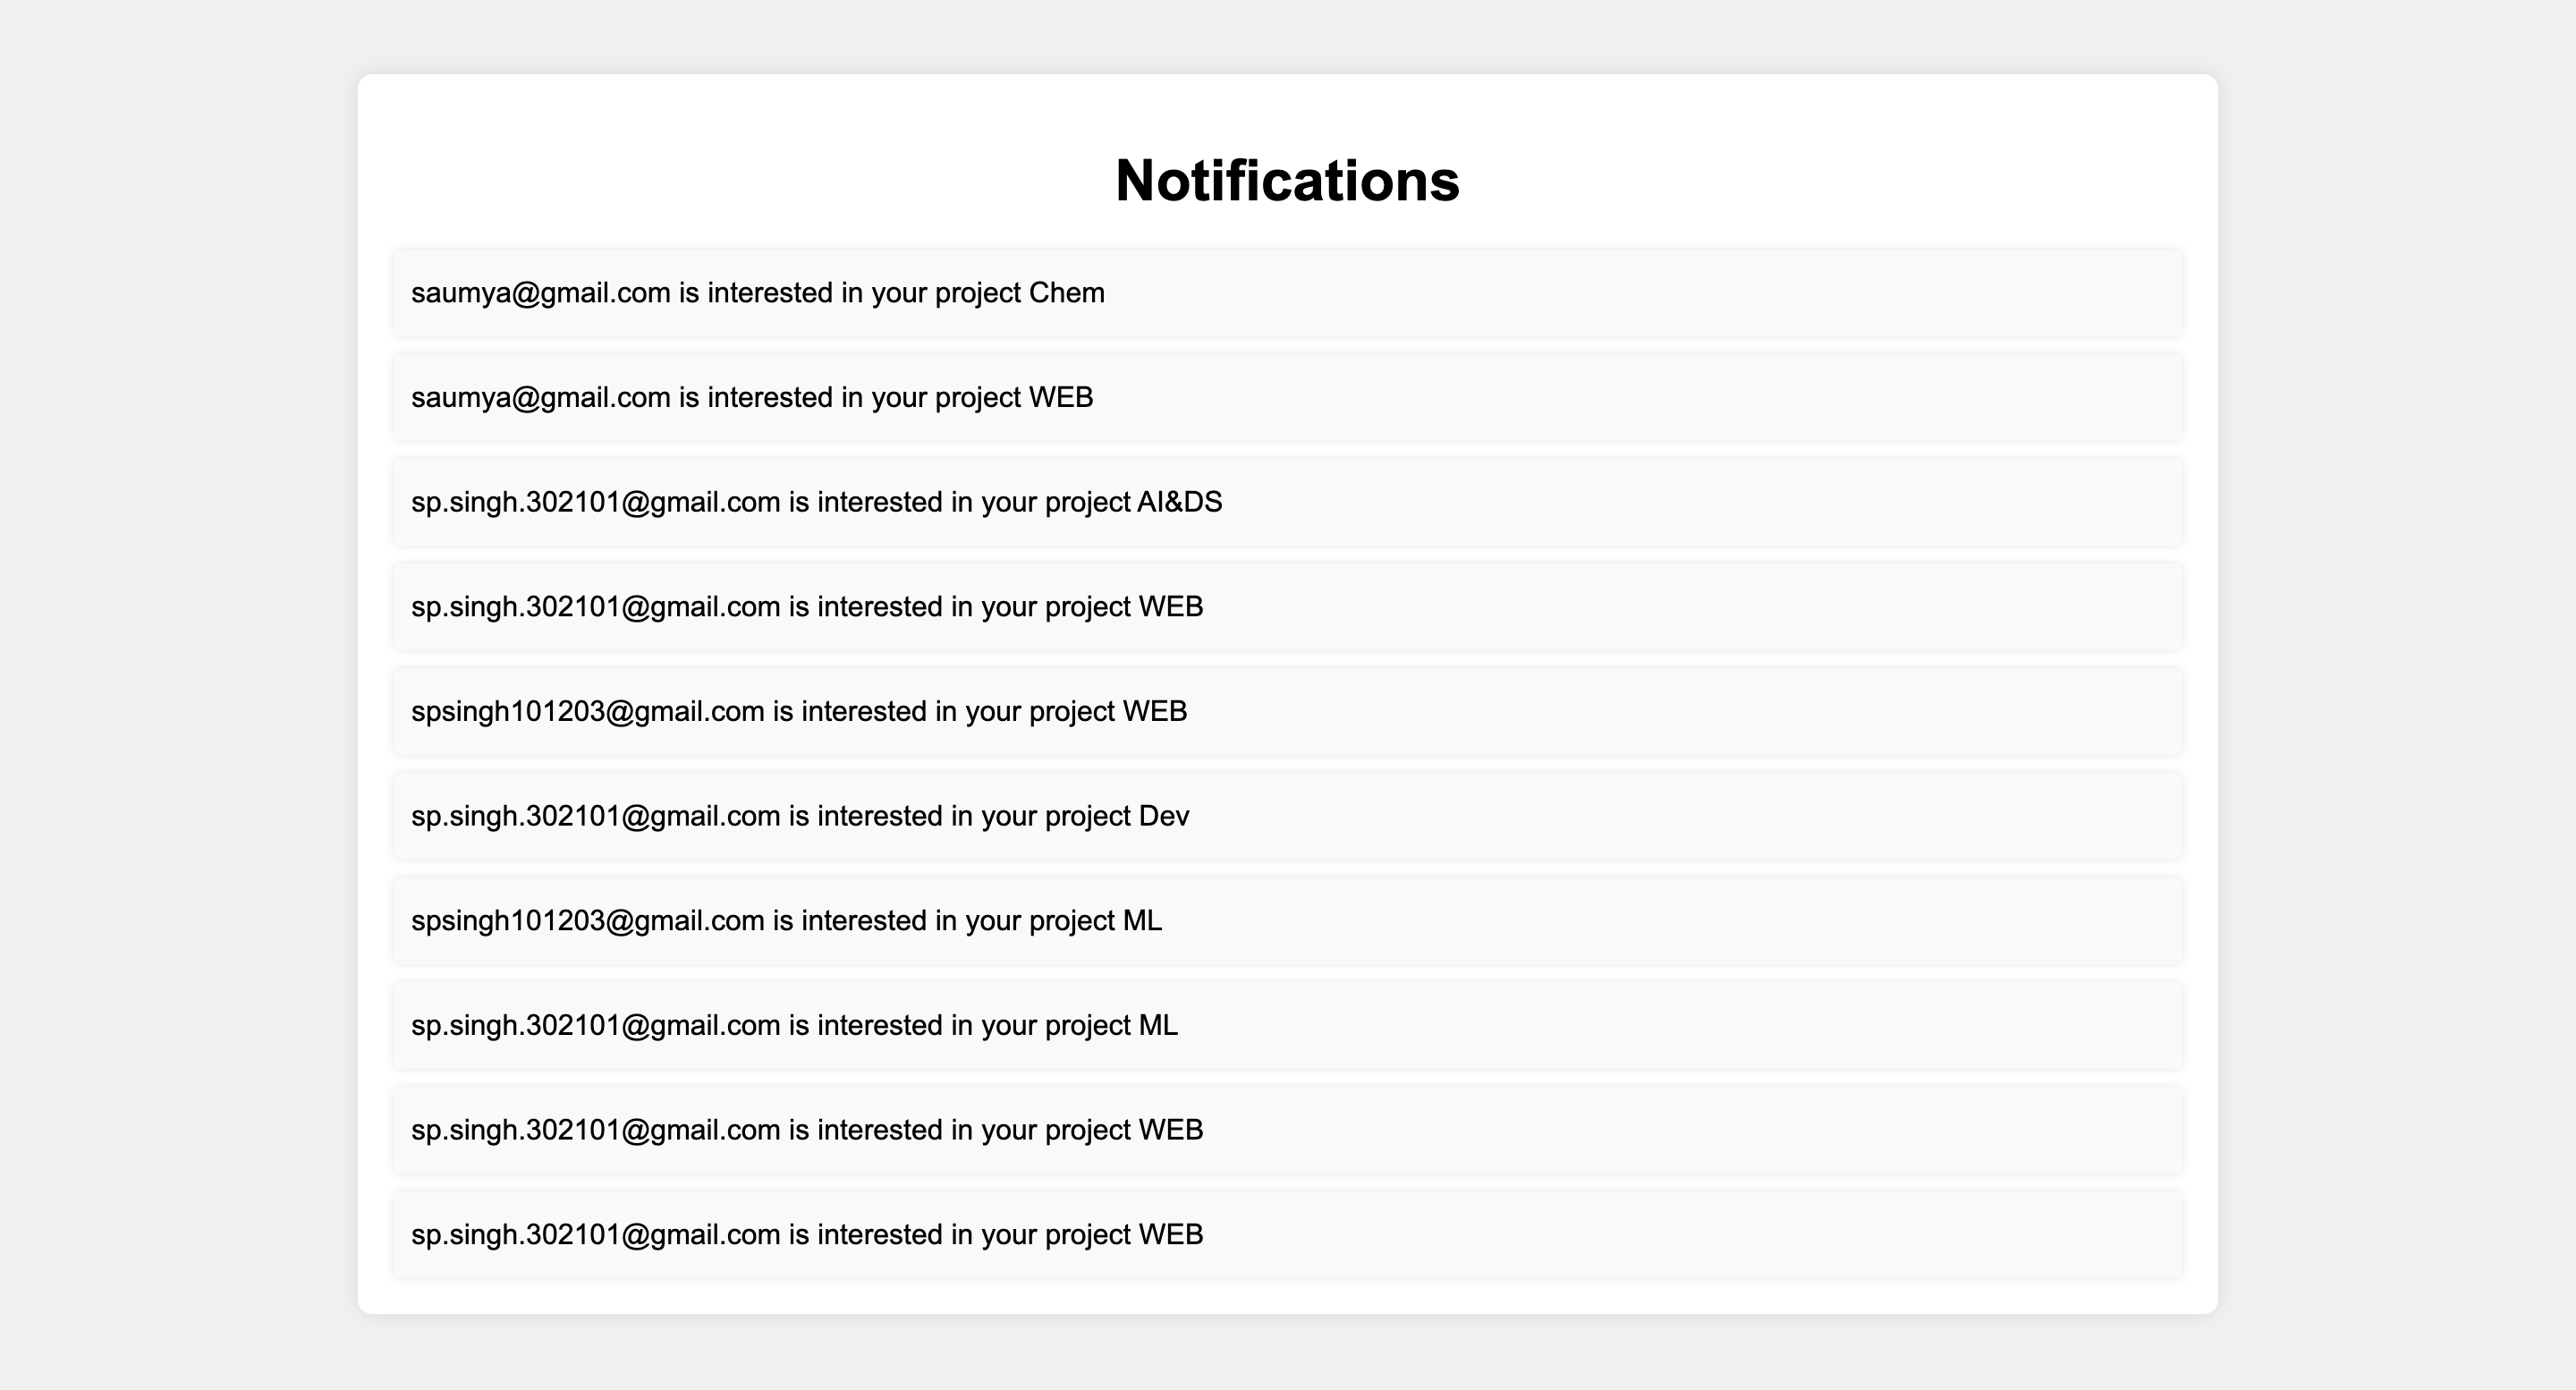 Notifications
saumya@gmail.com is interested in your project Chem
saumya@gmail.com is interested in your project WEB
sp.singh.302101@gmail.com is interested in your project AI&DS
sp.singh.302101@gmail.com is interested in your project WEB
spsingh101203@gmail.com is interested in your project WEB
sp.singh.302101@gmail.com is interested in your project Dev
spsingh101203@gmail.com is interested in your project ML
sp.singh.302101@gmail.com is interested in your project ML
sp.singh.302101@gmail.com is interested in your project WEB
sp.singh.302101@gmail.com is interested in your project WEB